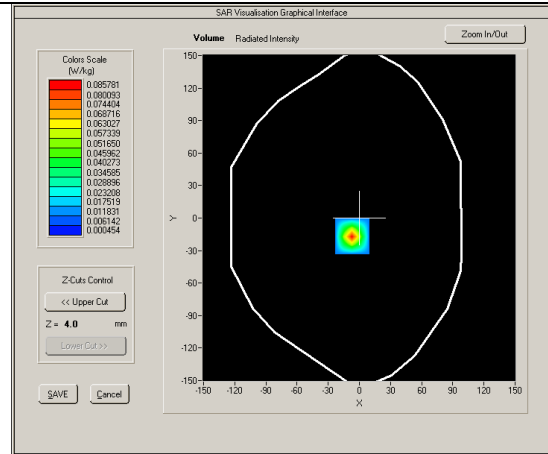 SAR Visualisation Graphical Interface
Volume Radiated Intensity
Zoom In/Out
Colors Scale
(W/kg)
0.085781
0.080093
0.074404
0.068716
0.063027
0.057339
0.051650
0.045962
0.040273
0.034585
0.028896
0.023208
0.017519
0.011831
0.006142
0.000454
Z-Cuts Control
<< Upper Cut
Z = 4.0 mm
Lower Cut >>
SAVE Cancel
150
120
90
60
30
0
-30
-60
-90
-120
-150
Y
-150 -120 -90 -60 -30 0 30 60 90 120 150
X